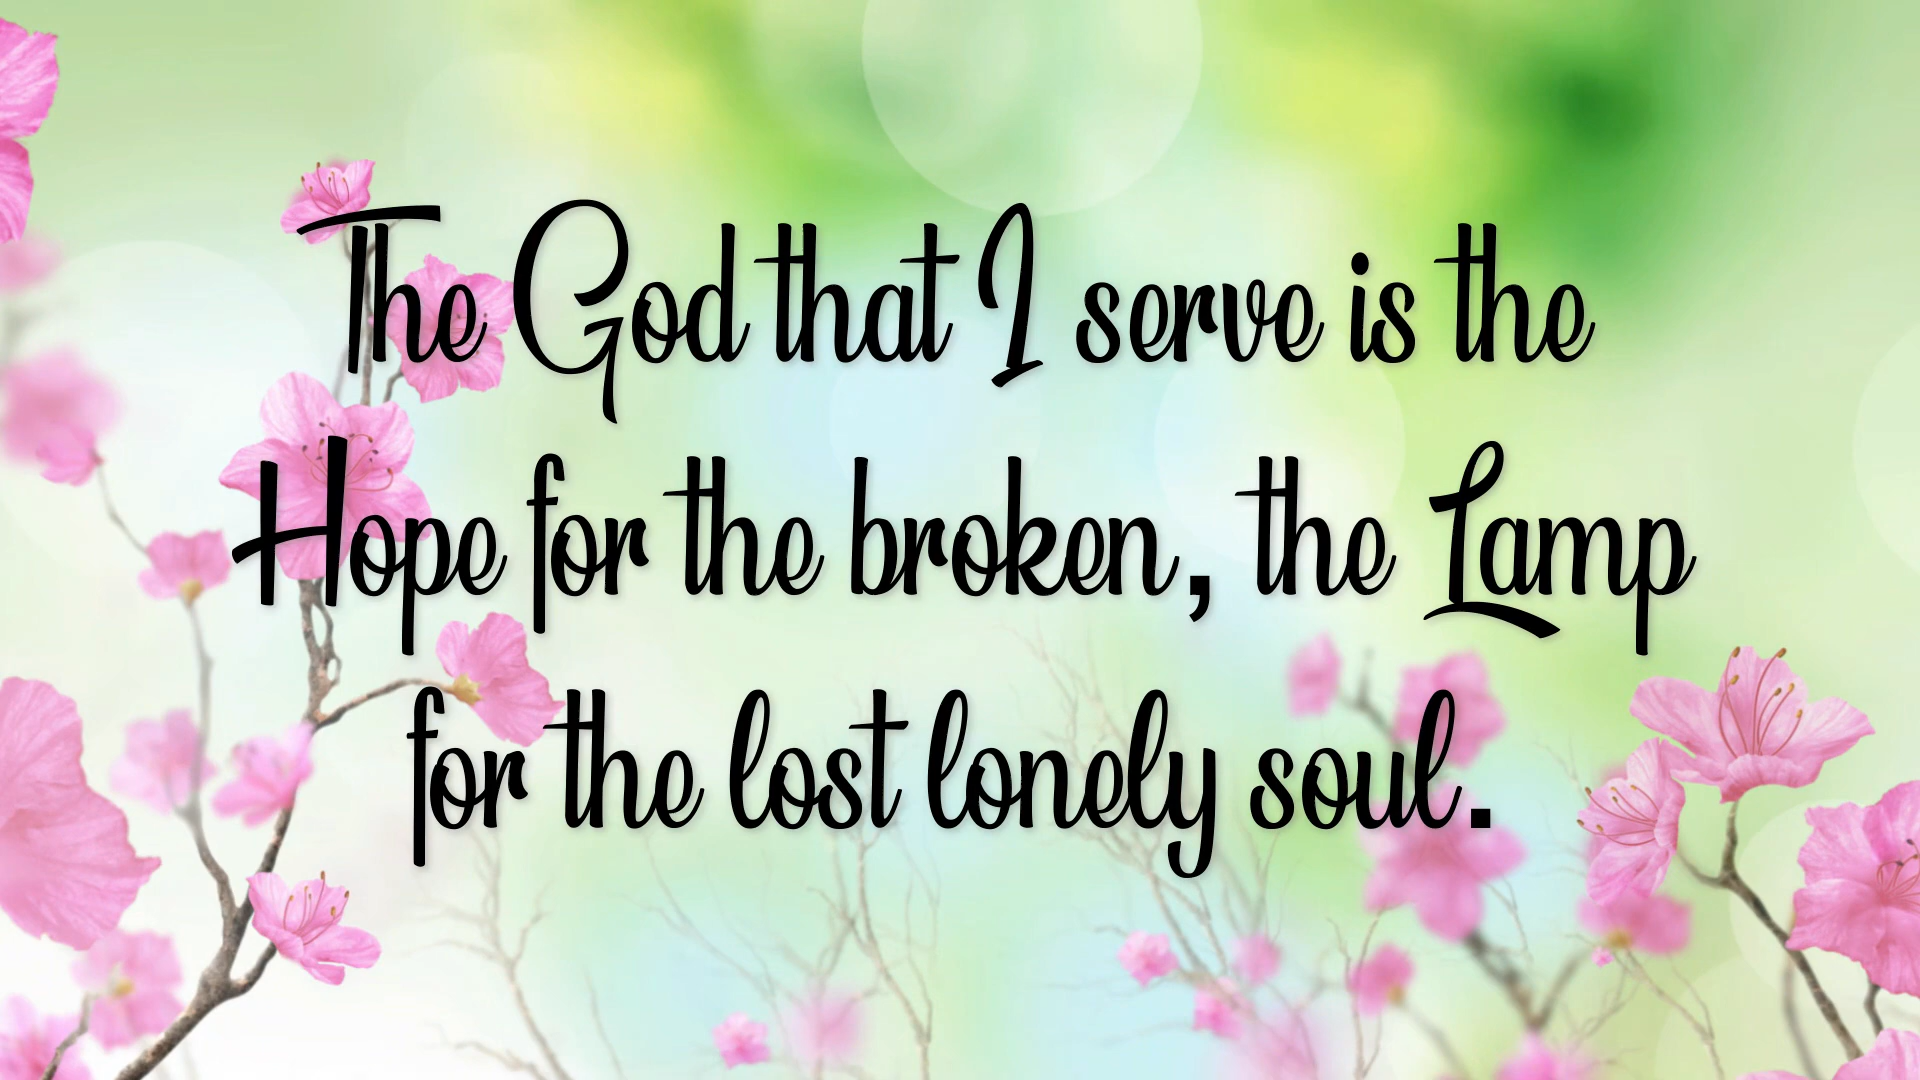 The God that I serve is the
Hope for the broken, the Lamp
for the lost lonely soul.